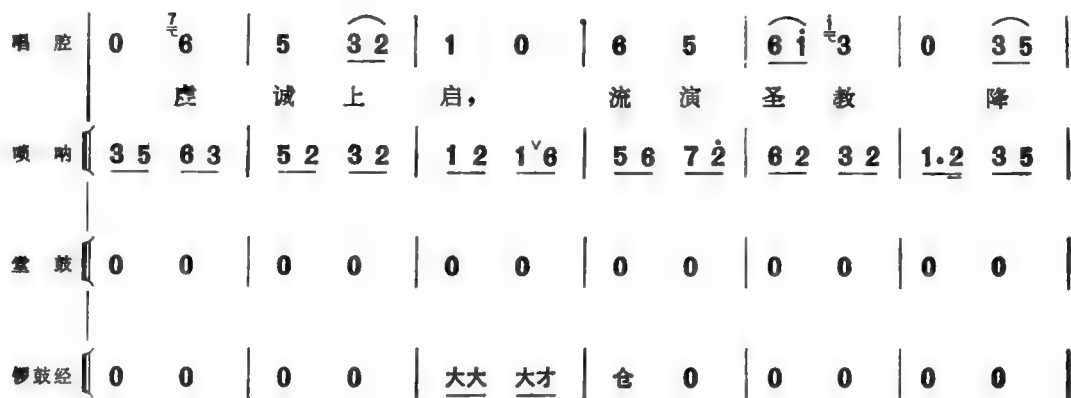 唱腔 0 7 6 | 5 3 2 | 1 0 | 6 5 | 6 i̇ i 3 | 0 3 5 |
虔 诚 上 启， 流 演 圣 教 降
唢呐 3 5 6 3 | 5 2 3 2 | 1 2 1 ˅ 6 | 5 6 7 2̇ | 6 2 3 2 | 1·2 3 5 |
堂鼓 0 0 | 0 0 | 0 0 | 0 0 | 0 0 | 0 0 |
锣鼓经 0 0 | 0 0 | 大大 大才 | 仓 0 | 0 0 | 0 0 |